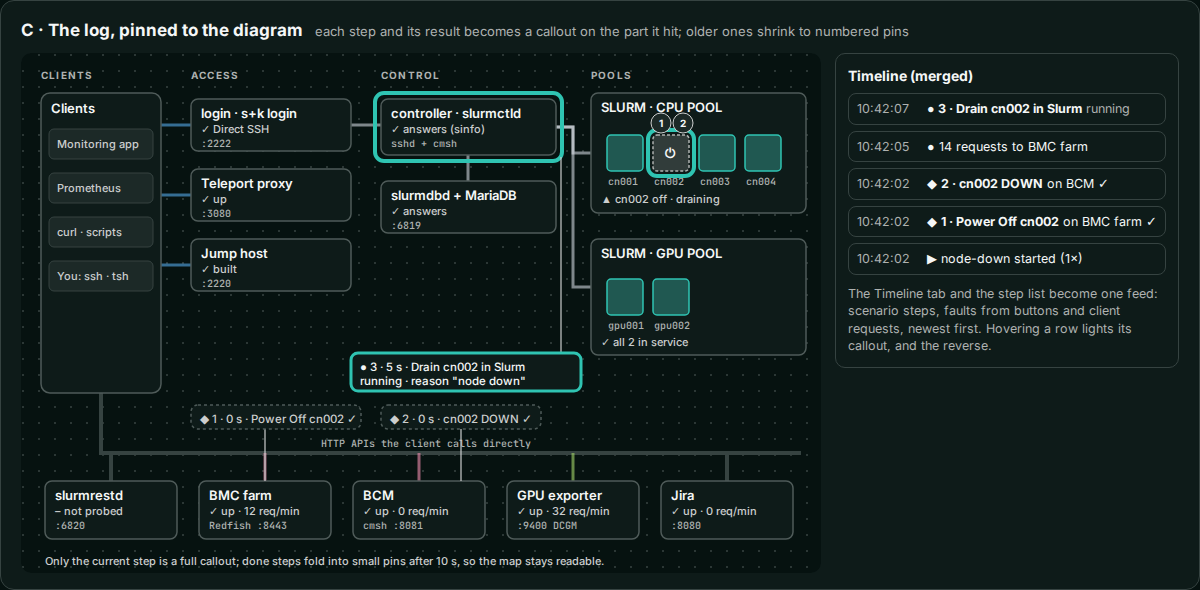 C · The log, pinned to the diagram
each step and its result becomes a callout on the part it hit; older ones shrink to numbered pins
CLIENTS
ACCESS
CONTROL
POOLS
Clients
Monitoring app
Prometheus
curl · scripts
You: ssh · tsh
login · s+k login
✓ Direct SSH
:2222
Teleport proxy
✓ up
:3080
Jump host
✓ built
:2220
controller · slurmctld
✓ answers (sinfo)
sshd + cmsh
slurmdbd + MariaDB
✓ answers
:6819
SLURM · CPU POOL
1 2
cn001 cn002 cn003 cn004
▲ cn002 off · draining
SLURM · GPU POOL
gpu001 gpu002
✓ all 2 in service
● 3 · 5 s · Drain cn002 in Slurm
running · reason "node down"
◆ 1 · 0 s · Power Off cn002 ✓
◆ 2 · 0 s · cn002 DOWN ✓
HTTP APIs the client calls directly
slurmrestd
– not probed
:6820
BMC farm
✓ up · 12 req/min
Redfish :8443
BCM
✓ up · 0 req/min
cmsh :8081
GPU exporter
✓ up · 32 req/min
:9400 DCGM
Jira
✓ up · 0 req/min
:8080
Only the current step is a full callout; done steps fold into small pins after 10 s, so the map stays readable.
Timeline (merged)
10:42:07 ● 3 · Drain cn002 in Slurm running
10:42:05 ● 14 requests to BMC farm
10:42:02 ◆ 2 · cn002 DOWN on BCM ✓
10:42:02 ◆ 1 · Power Off cn002 on BMC farm ✓
10:42:02 ▶ node-down started (1×)
The Timeline tab and the step list become one feed:
scenario steps, faults from buttons and client
requests, newest first. Hovering a row lights its
callout, and the reverse.